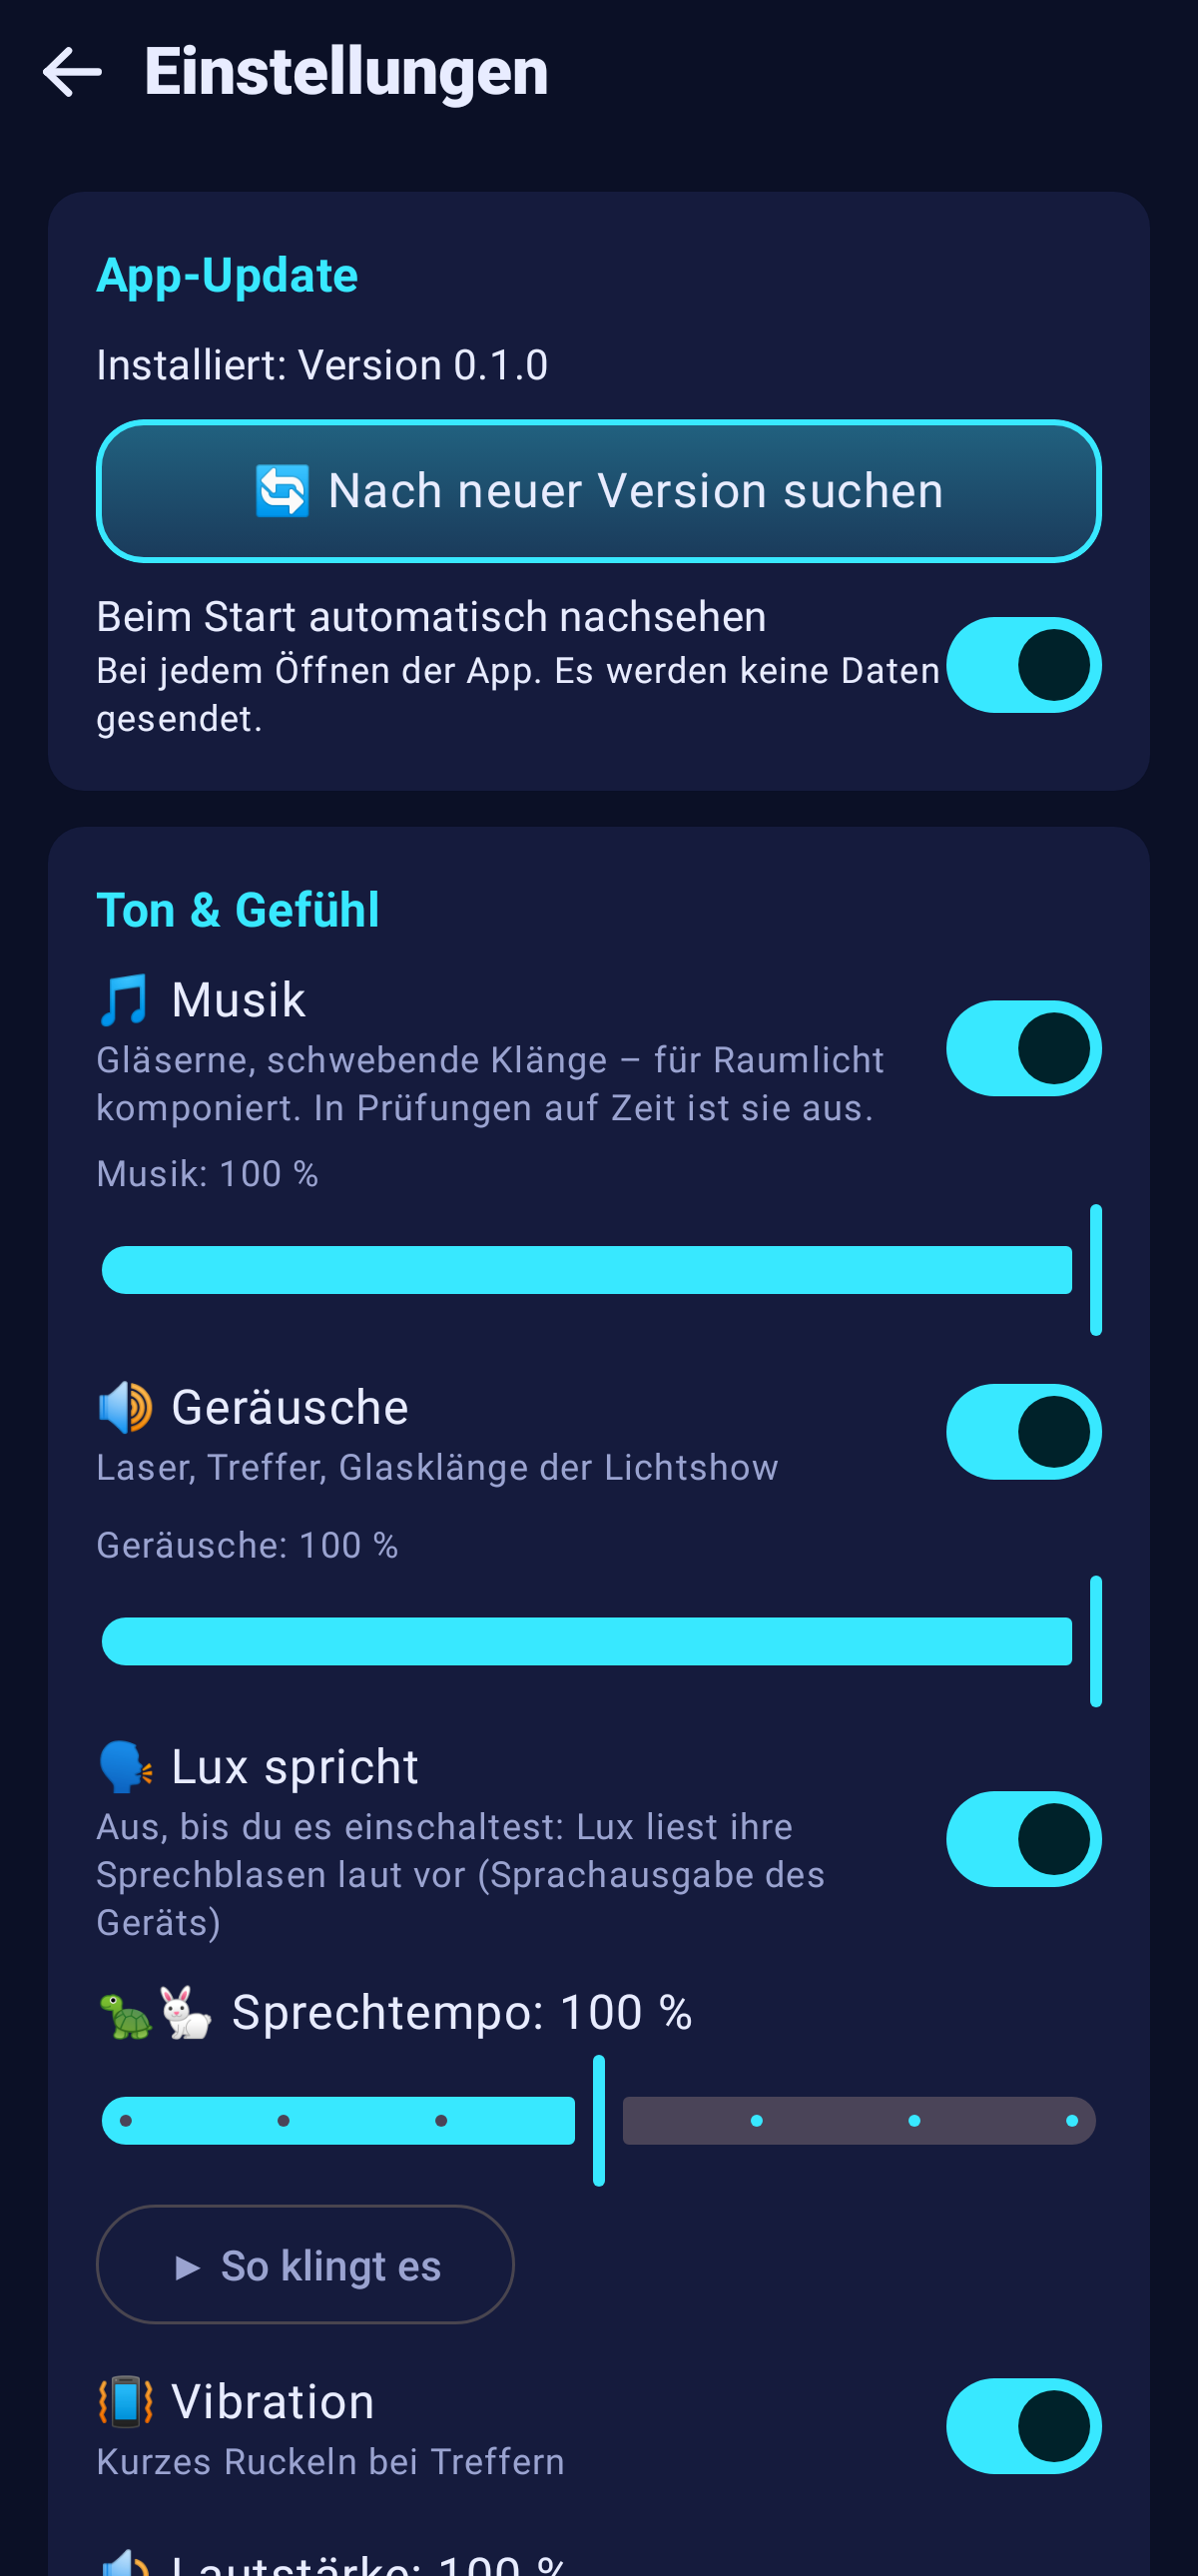 Einstellungen
App-Update
Installiert: Version 0.1.0
Nach neuer Version suchen
Beim Start automatisch nachsehen
Bei jedem Öffnen der App. Es werden keine Daten
gesendet.
Ton & Gefühl
Musik
Gläserne, schwebende Klänge – für Raumlicht
komponiert. In Prüfungen auf Zeit ist sie aus.
Musik: 100 %
Geräusche
Laser, Treffer, Glasklänge der Lichtshow
Geräusche: 100 %
Lux spricht
Aus, bis du es einschaltest: Lux liest ihre
Sprechblasen laut vor (Sprachausgabe des
Geräts)
Sprechtempo: 100 %
So klingt es
Vibration
Kurzes Ruckeln bei Treffern
Lautstärke: 100 %